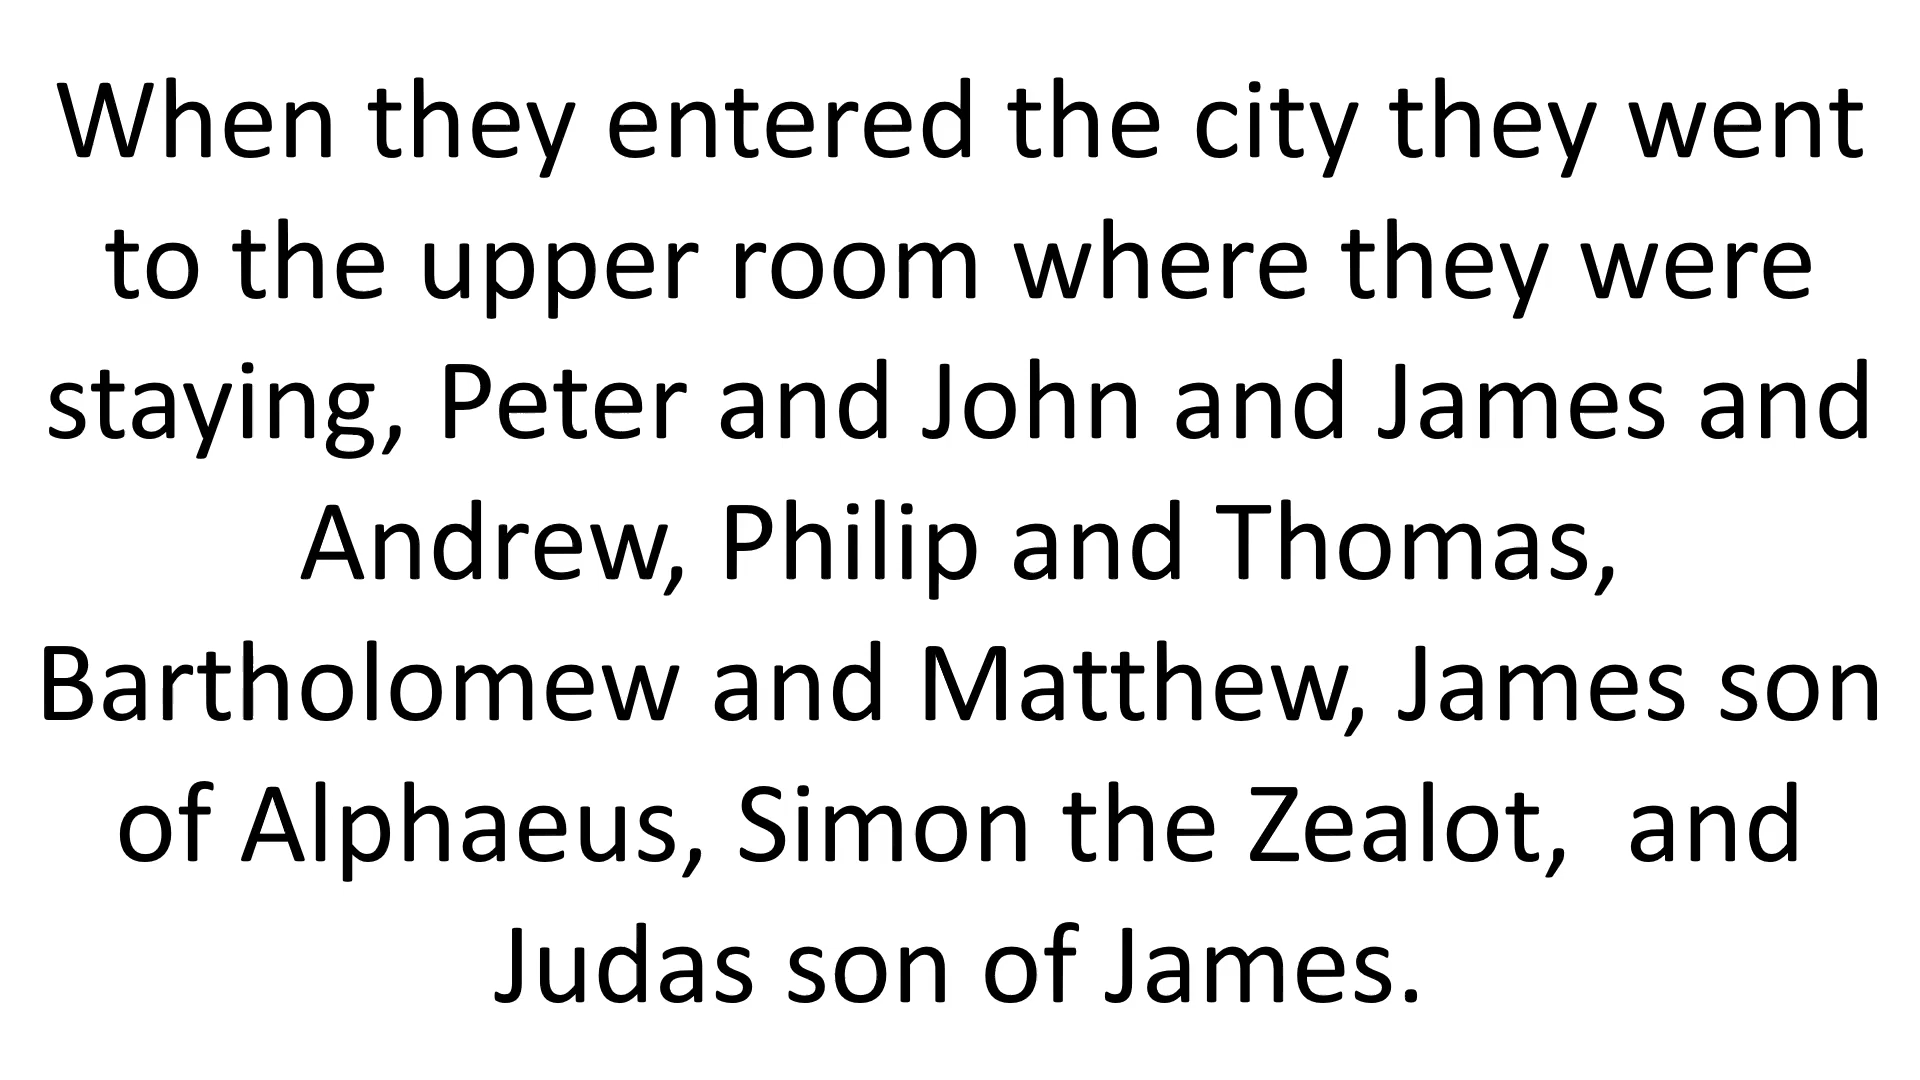 When they entered the city they went
to the upper room where they were
staying, Peter and John and James and
Andrew, Philip and Thomas,
Bartholomew and Matthew, James son
of Alphaeus, Simon the Zealot,  and
Judas son of James.